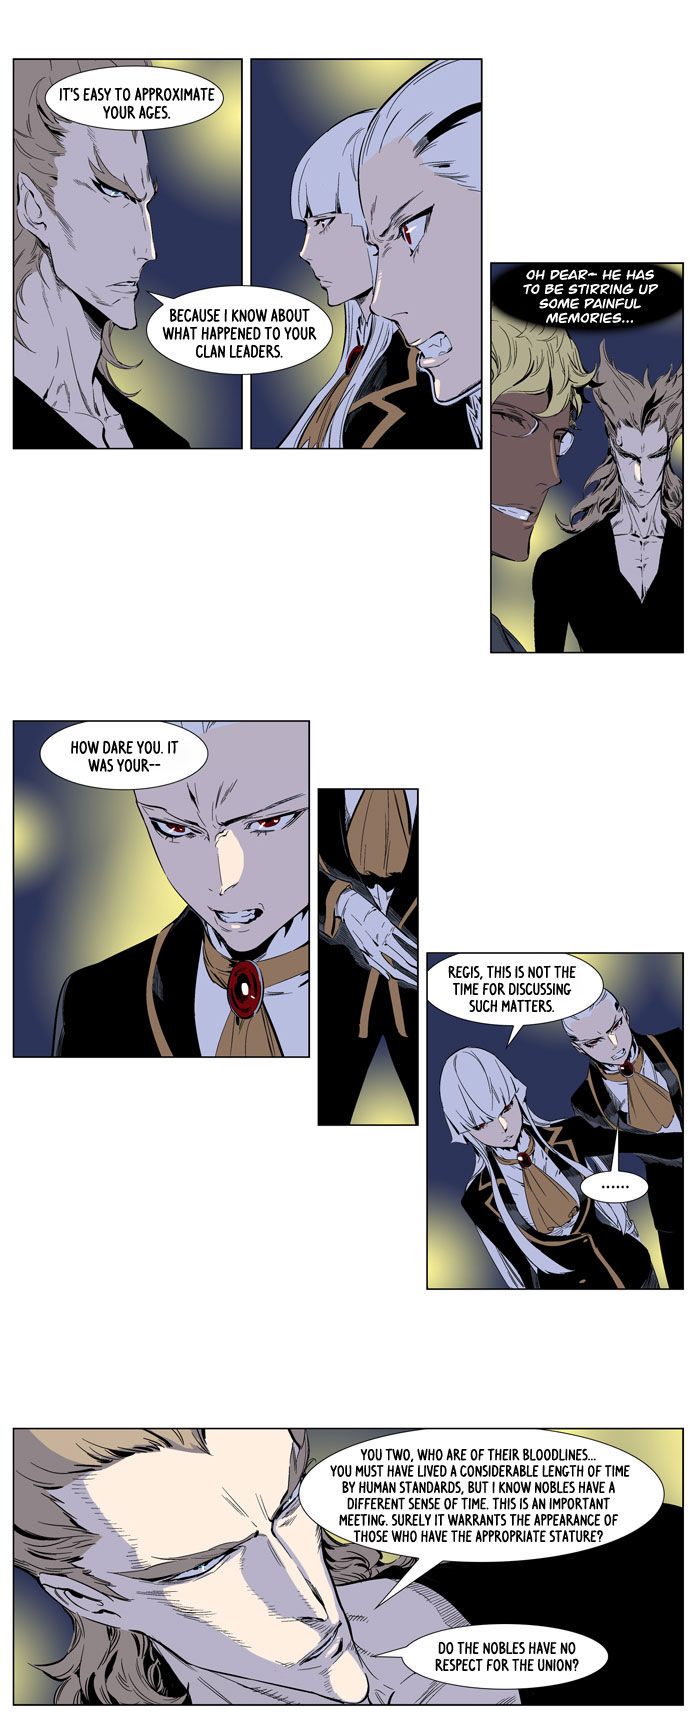 IT'S EASY TO APPROXIMATE
YOUR AGES.
BECAUSE I KNOW ABOUT
WHAT HAPPENED TO YOUR
CLAN LEADERS.
OH DEAR~ HE HAS
TO BE STIRRING UP
SOME PAINFUL
MEMORIES...
HOW DARE YOU. IT
WAS YOUR--
REGIS, THIS IS NOT THE
TIME FOR DISCUSSING
SUCH MATTERS.
......
YOU TWO, WHO ARE OF THEIR BLOODLINES...
YOU MUST HAVE LIVED A CONSIDERABLE LENGTH OF TIME
BY HUMAN STANDARDS, BUT I KNOW NOBLES HAVE A
DIFFERENT SENSE OF TIME. THIS IS AN IMPORTANT
MEETING. SURELY IT WARRANTS THE APPEARANCE OF
THOSE WHO HAVE THE APPROPRIATE STATURE?
DO THE NOBLES HAVE NO
RESPECT FOR THE UNION?